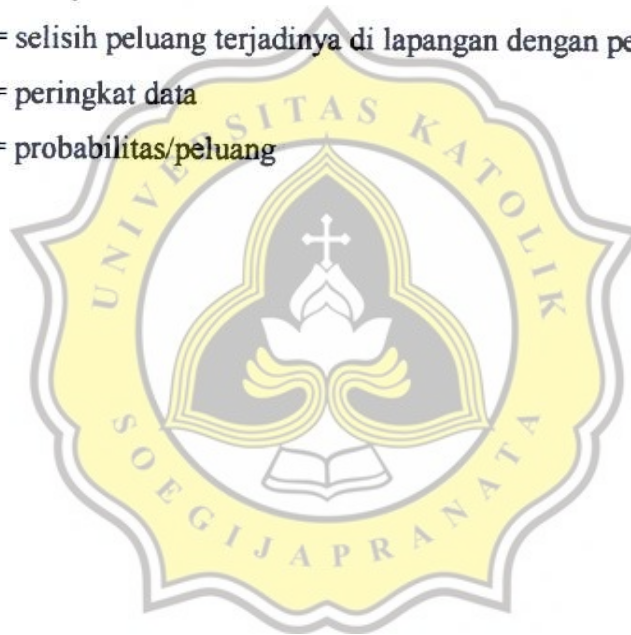 = selisih peluang terjadinya di lapangan dengan pe
= peringkat data
= probabilitas/peluang
UNIVERSITAS KATOLIK
SOEGIJAPRANATA